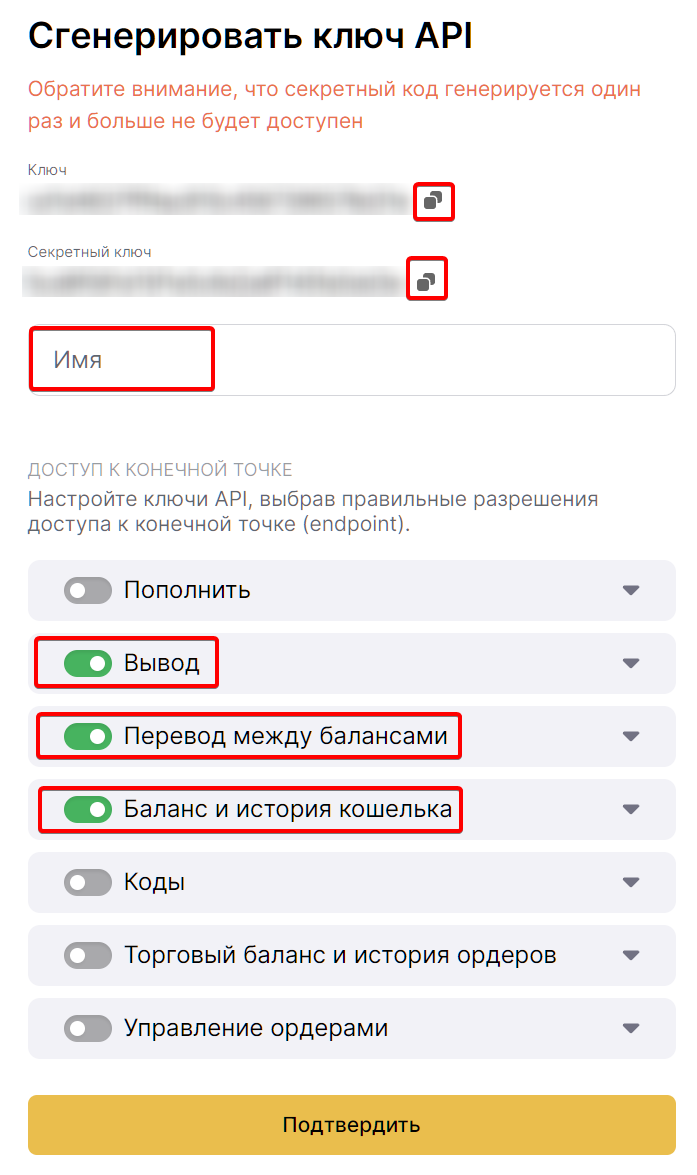 Сгенерировать ключ API
Обратите внимание, что секретный код генерируется один
раз и больше не будет доступен
Ключ
Секретный ключ
Имя
ДОСТУП К КОНЕЧНОЙ ТОЧКЕ
Настройте ключи API, выбрав правильные разрешения
доступа к конечной точке (endpoint).
Пополнить
Вывод
Перевод между балансами
Баланс и история кошелька
Коды
Торговый баланс и история ордеров
Управление ордерами
Подтвердить